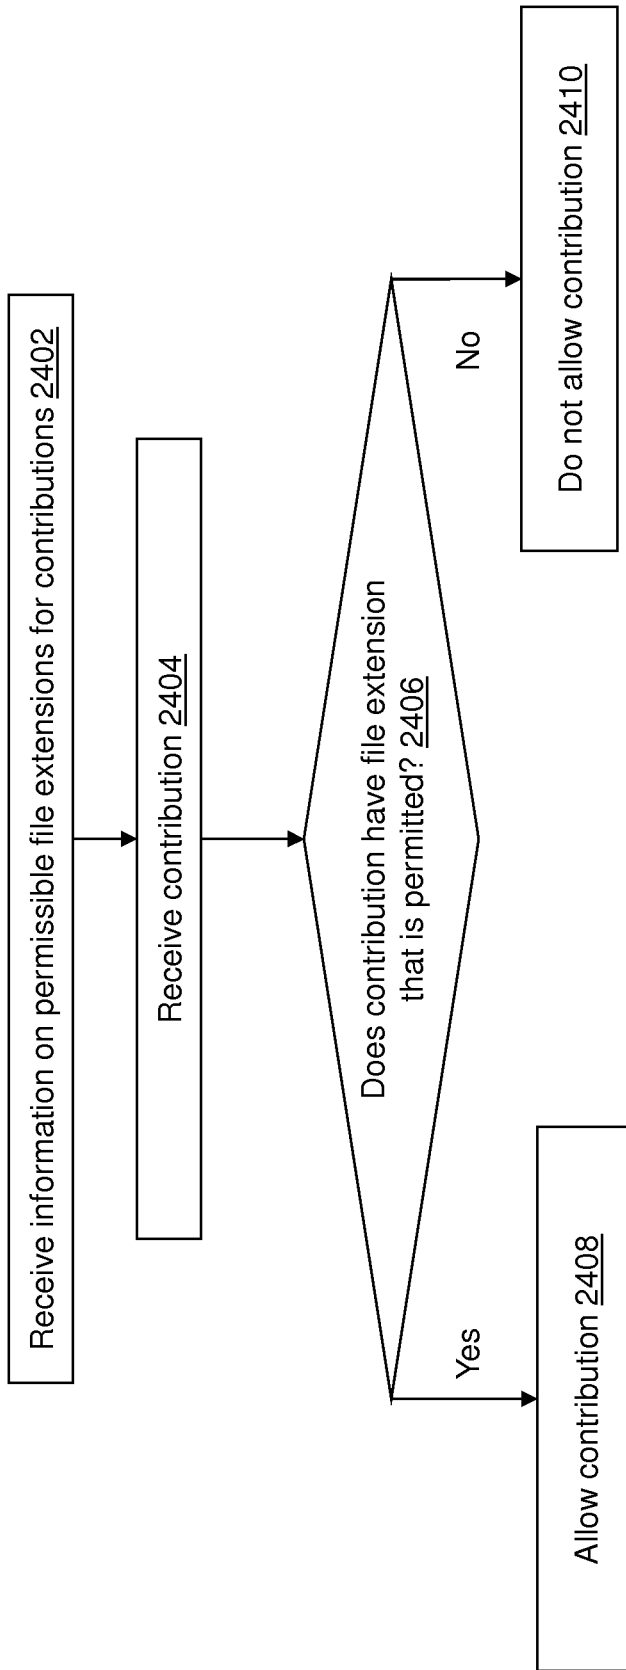 Receive information on permissible file extensions for contributions 2402
Receive contribution 2404
Does contribution have file extension
that is permitted? 2406
Yes
No
Allow contribution 2408
Do not allow contribution 2410